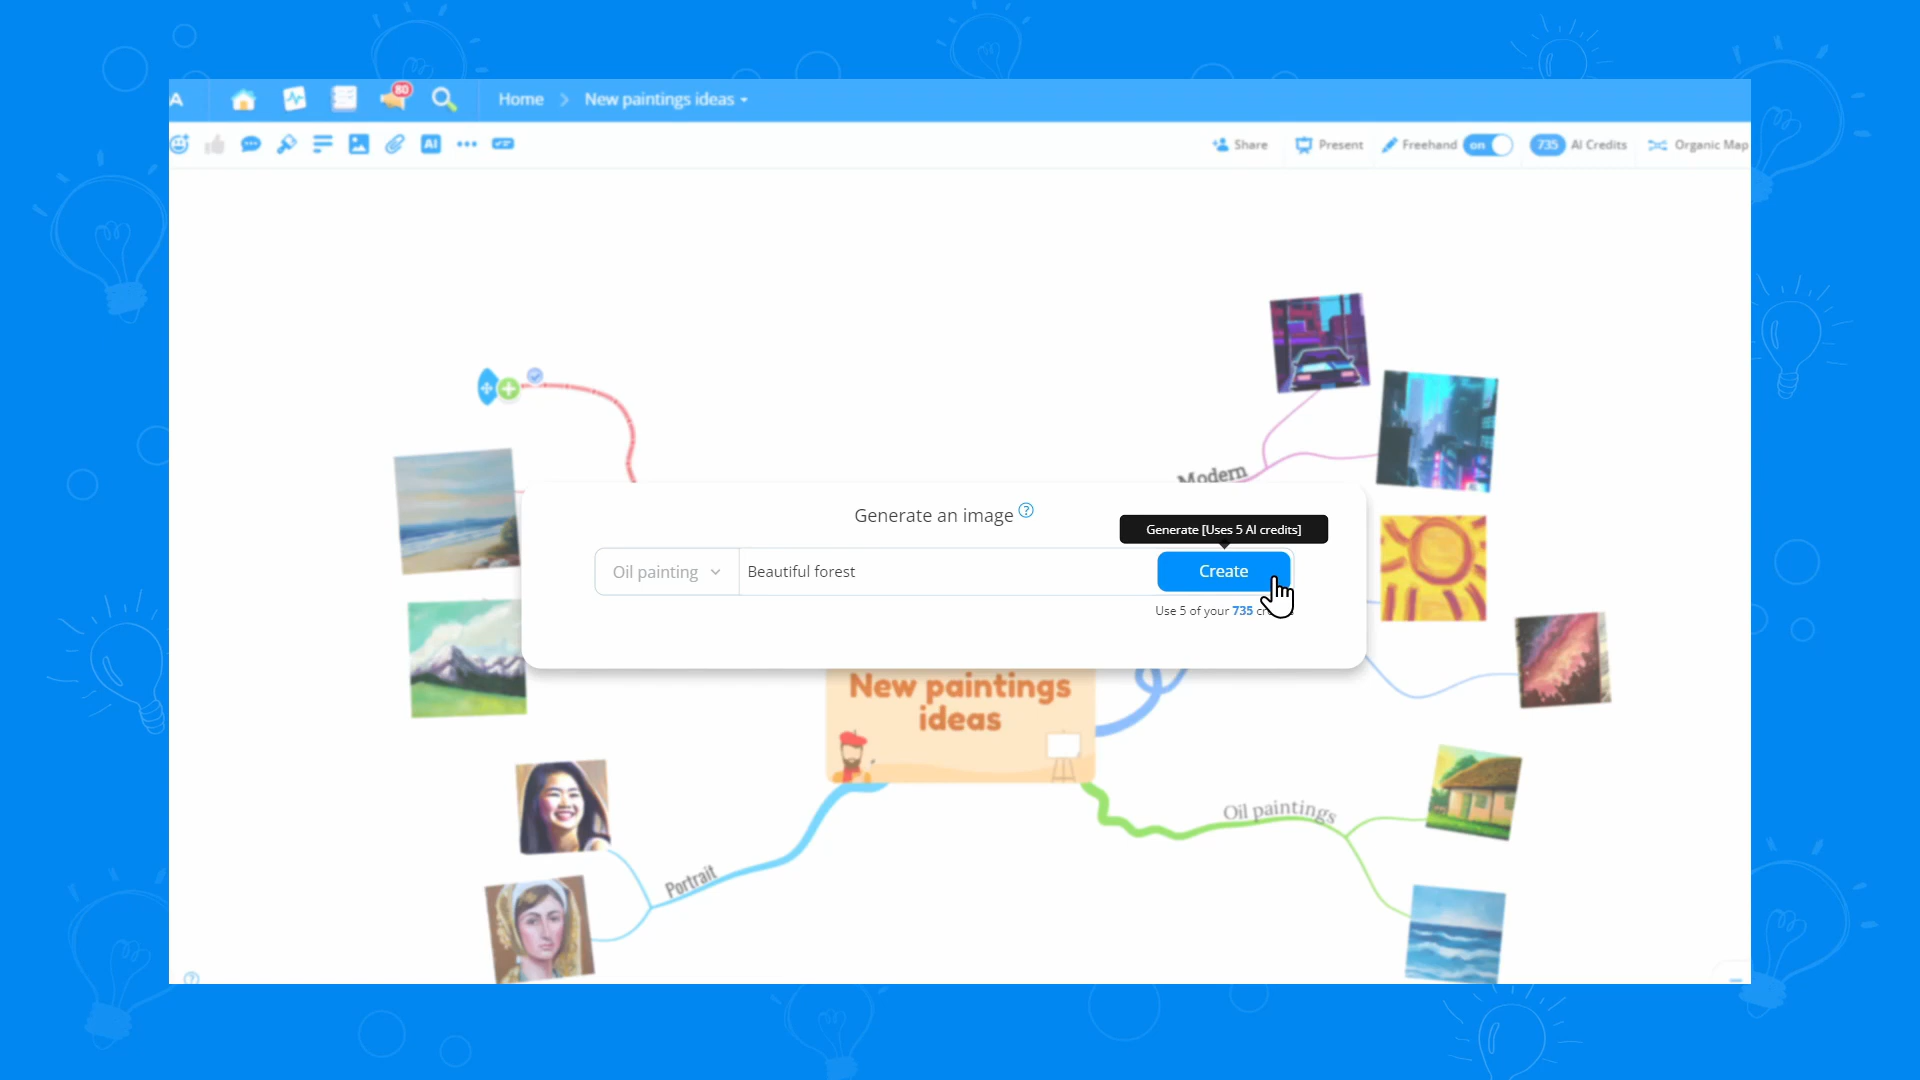 A
80
Home
New paintings ideas
AI
Share
Present
Freehand
on
735
AI Credits
Organic Map
Modern
Generate an image
?
Generate [Uses 5 AI credits]
Oil painting
Beautiful forest
Create
Use 5 of your 735
New paintings
ideas
Oil paintings
Portrait
?